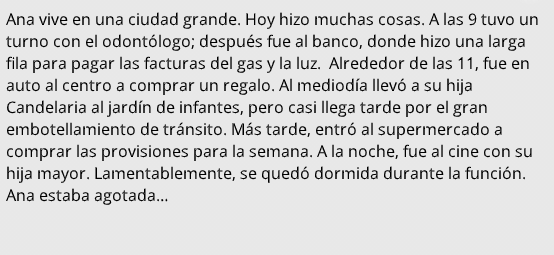 Ana vive en una ciudad grande. Hoy hizo muchas cosas. A las 9 tuvo un
turno con el odontólogo; después fue al banco, donde hizo una larga
fila para pagar las facturas del gas y la luz.  Alrededor de las 11, fue en
auto al centro a comprar un regalo. Al mediodía llevó a su hija
Candelaria al jardín de infantes, pero casi llega tarde por el gran
embotellamiento de tránsito. Más tarde, entró al supermercado a
comprar las provisiones para la semana. A la noche, fue al cine con su
hija mayor. Lamentablemente, se quedó dormida durante la función.
Ana estaba agotada...